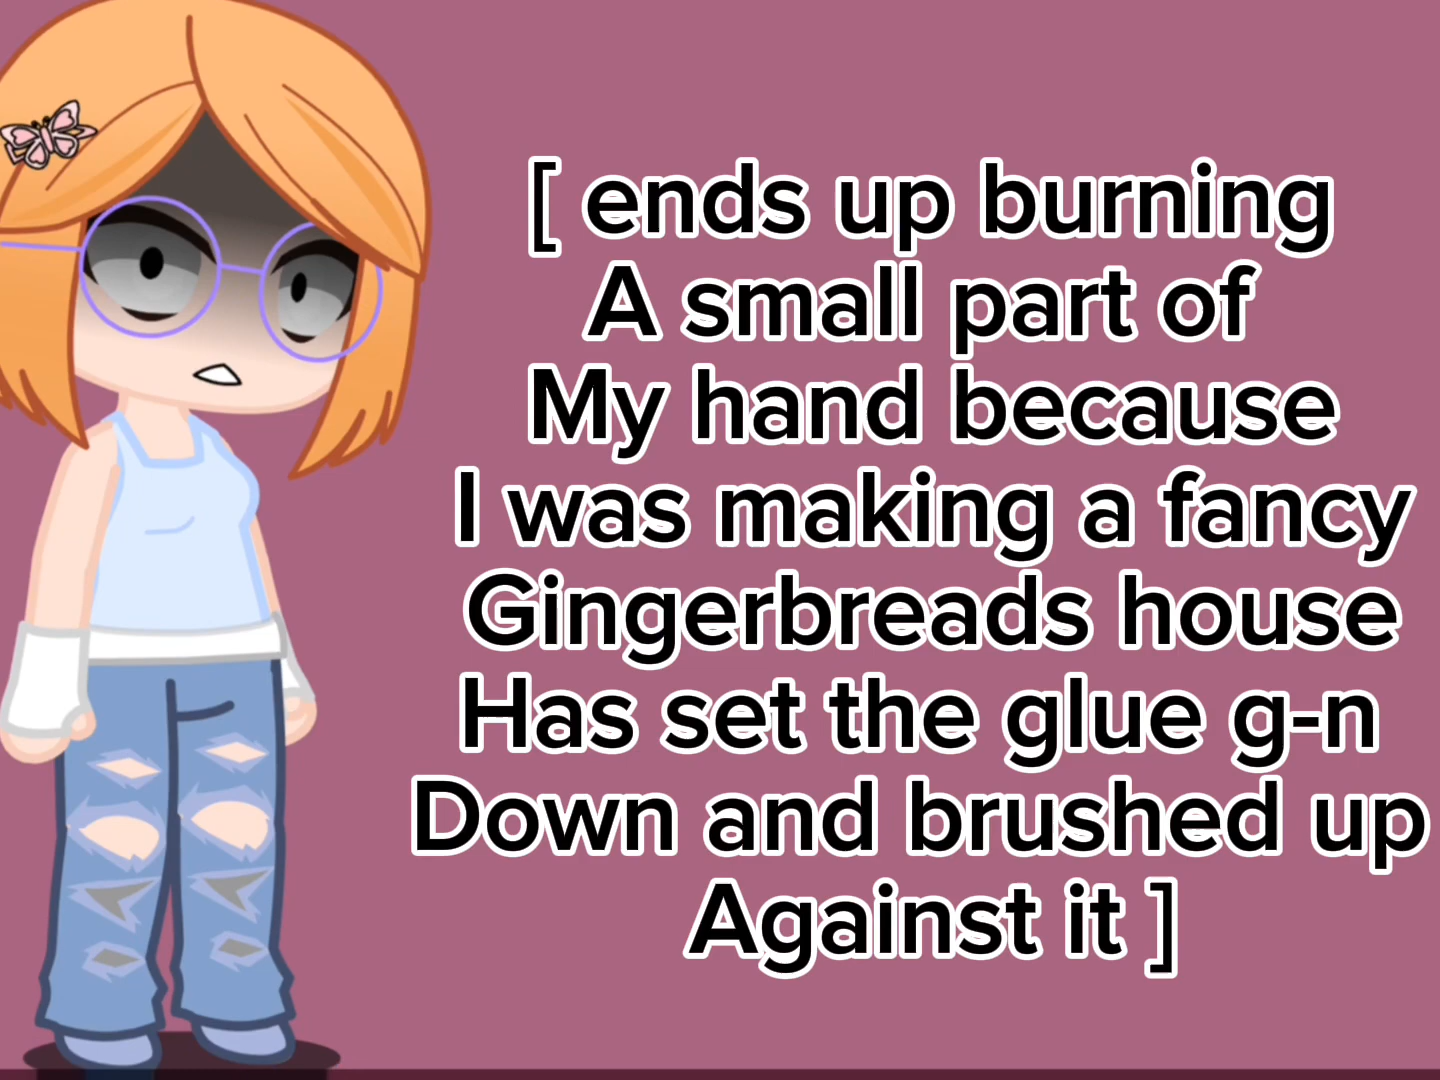 [ ends up burning
A small part of
My hand because
I was making a fancy
Gingerbreads house
Has set the glue g-n
Down and brushed up
Against it ]